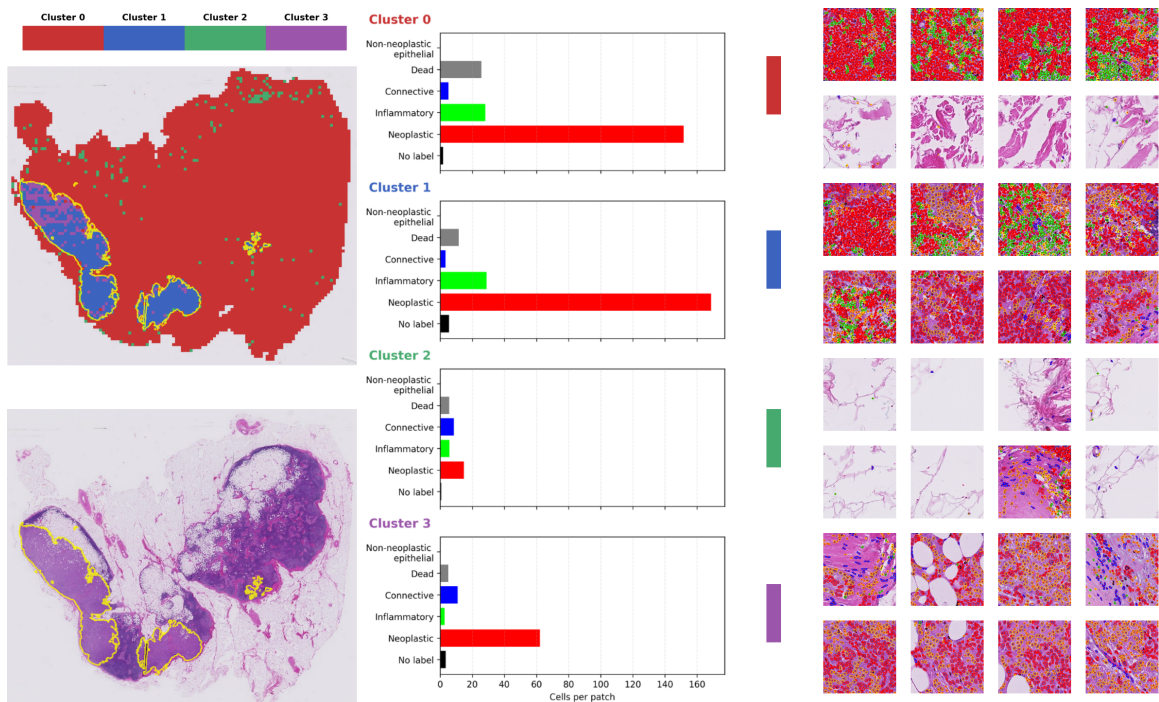 Cluster 0 Cluster 1 Cluster 2 Cluster 3
Cluster 0
Non-neoplastic
epithelial
Dead
Connective
Inflammatory
Neoplastic
No label
Cluster 1
Non-neoplastic
epithelial
Dead
Connective
Inflammatory
Neoplastic
No label
Cluster 2
Non-neoplastic
epithelial
Dead
Connective
Inflammatory
Neoplastic
No label
Cluster 3
Non-neoplastic
epithelial
Dead
Connective
Inflammatory
Neoplastic
No label
0 20 40 60 80 100 120 140 160
Cells per patch